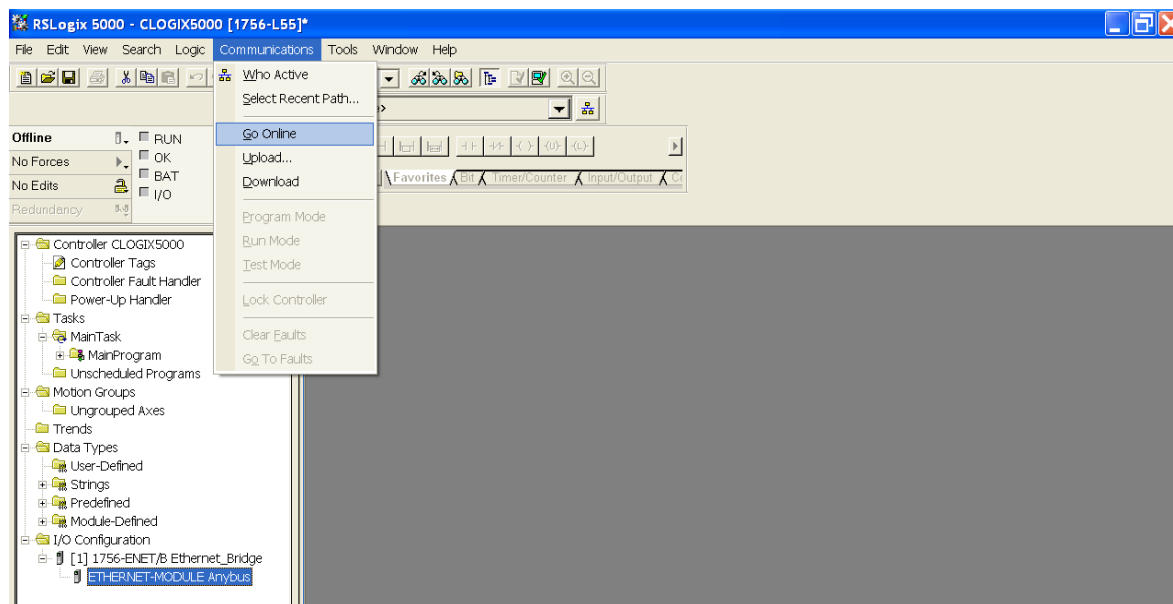 RSLogix 5000 - CLOGIX5000 [1756-L55]*
File Edit View Search Logic Communications Tools Window Help
Who Active
Select Recent Path...
Go Online
Upload...
Download
Program Mode
Run Mode
Test Mode
Lock Controller
Clear Faults
Go To Faults
Offline
RUN
No Forces
OK
No Edits
BAT
Redundancy
I/O
Favorites Bit Timer/Counter Input/Output
Controller CLOGIX5000
Controller Tags
Controller Fault Handler
Power-Up Handler
Tasks
MainTask
MainProgram
Unscheduled Programs
Motion Groups
Ungrouped Axes
Trends
Data Types
User-Defined
Strings
Predefined
Module-Defined
I/O Configuration
[1] 1756-ENET/B Ethernet_Bridge
ETHERNET-MODULE Anybus